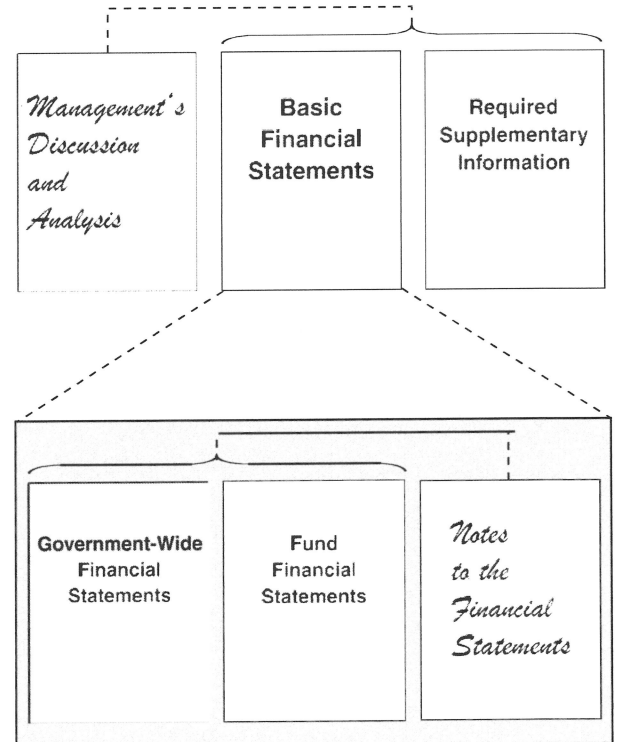 Management's
Discussion
and
Analysis
Basic
Financial
Statements
Required
Supplementary
Information
Government-Wide
Financial
Statements
Fund
Financial
Statements
Notes
to the
Financial
Statements